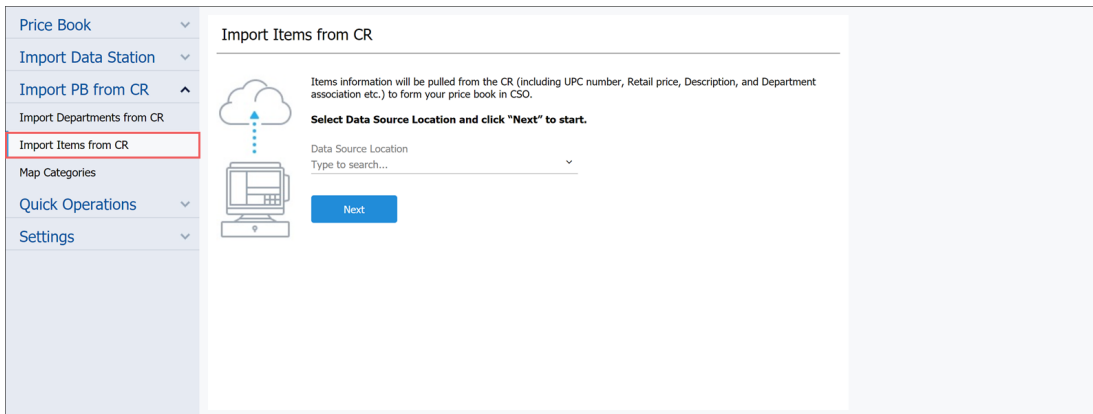 Price Book
Import Data Station
Import PB from CR
Import Departments from CR
Import Items from CR
Map Categories
Quick Operations
Settings
Import Items from CR
Items information will be pulled from the CR (including UPC number, Retail price, Description, and Department
association etc.) to form your price book in CSO.
Select Data Source Location and click “Next” to start.
Data Source Location
Type to search...
Next